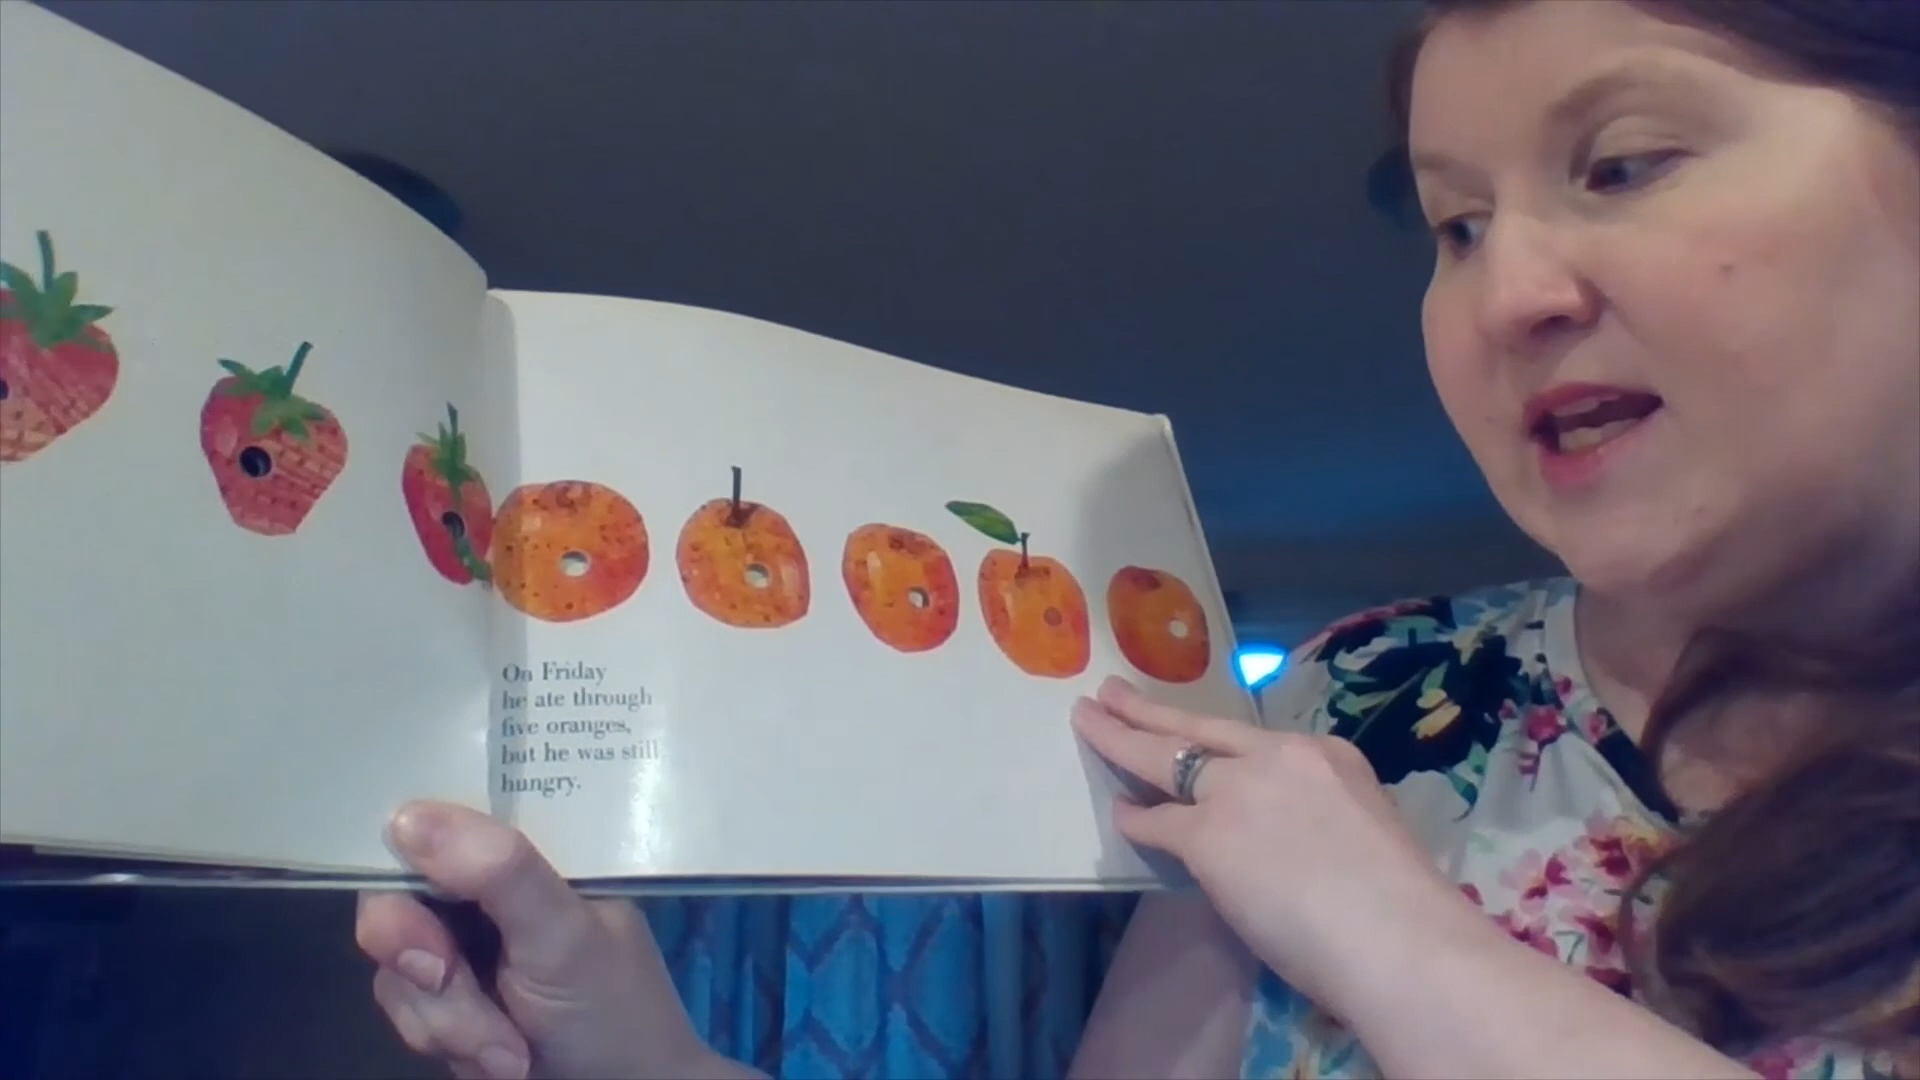 On Friday
he ate through
five oranges,
but he was still
hungry.